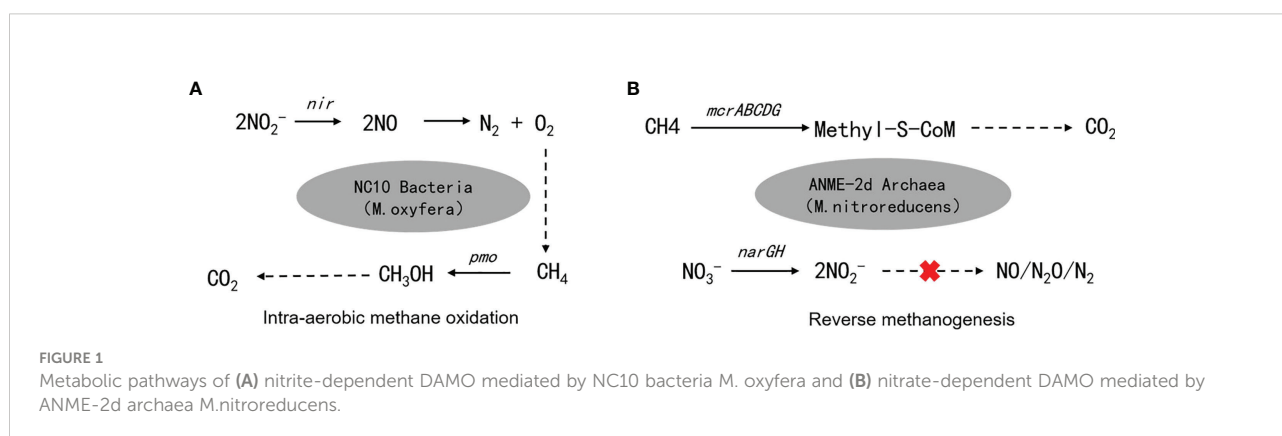 A
2NO₂⁻ nir 2NO N₂ + O₂
NC10 Bacteria
(M. oxyfera)
CO₂ CH₃OH pmo CH₄
Intra-aerobic methane oxidation
B
CH4 mcrABCDG Methyl-S-CoM CO₂
ANME-2d Archaea
(M. nitroreducens)
NO₃⁻ narGH 2NO₂⁻ NO/N₂O/N₂
Reverse methanogenesis
FIGURE 1
Metabolic pathways of (A) nitrite-dependent DAMO mediated by NC10 bacteria M. oxyfera and (B) nitrate-dependent DAMO mediated by
ANME-2d archaea M.nitroreducens.